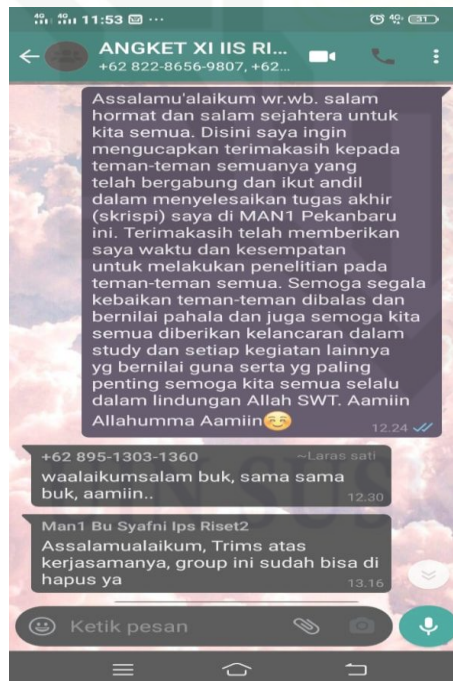 11:53
31
ANGKET XI IIS RI...
+62 822-8656-9807, +62...
Assalamu'alaikum wr.wb. salam
hormat dan salam sejahtera untuk
kita semua. Disini saya ingin
mengucapkan terimakasih kepada
teman-teman semuanya yang
telah bergabung dan ikut andil
dalam menyelesaikan tugas akhir
(skripsi) saya di MAN1 Pekanbaru
ini. Terimakasih telah memberikan
saya waktu dan kesempatan
untuk melakukan penelitian pada
teman-teman semua. Semoga segala
kebaikan teman-teman dibalas dan
bernilai pahala dan juga semoga kita
semua diberikan kelancaran dalam
study dan setiap kegiatan lainnya
yg bernilai guna serta yg paling
penting semoga kita semua selalu
dalam lindungan Allah SWT. Aamiin
Allahumma Aamiin😊
12.24
+62 895-1303-1360 ~Laras sati
waalaikumsalam buk, sama sama
buk, aamiin..
12.30
Man1 Bu Syafni Ips Riset2
Assalamualaikum, Trims atas
kerjasamanya, group ini sudah bisa di
hapus ya
13.16
Ketik pesan